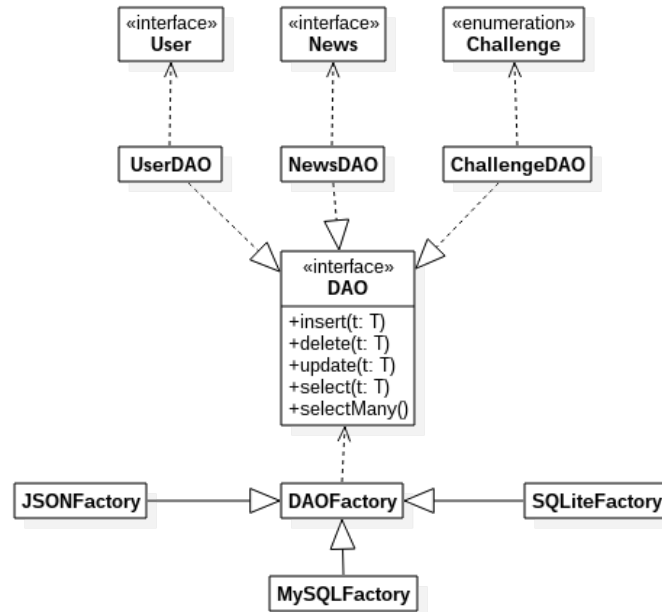 «interface»
User
«interface»
News
«enumeration»
Challenge
UserDAO
NewsDAO
ChallengeDAO
«interface»
DAO
+insert(t: T)
+delete(t: T)
+update(t: T)
+select(t: T)
+selectMany()
JSONFactory
DAOFactory
SQLiteFactory
MySQLFactory